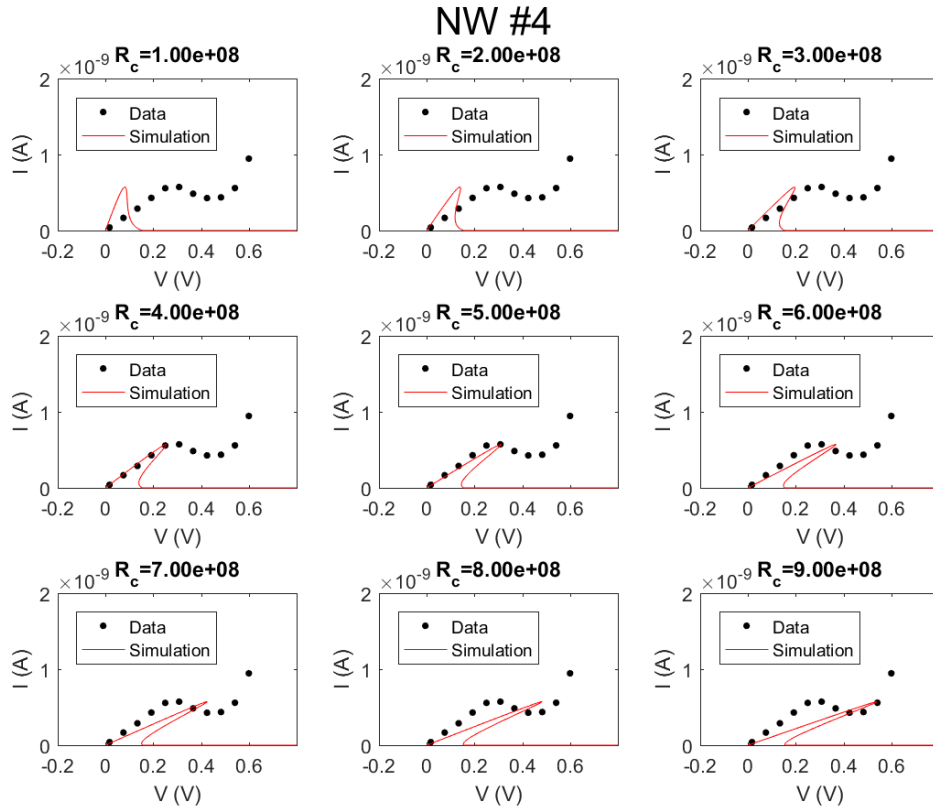 NW #4
×10⁻⁹ R_c=1.00e+08
×10⁻⁹ R_c=2.00e+08
×10⁻⁹ R_c=3.00e+08
2
1
0
I (A)
Data
Simulation
-0.2 0 0.2 0.4 0.6
V (V)
2
1
0
I (A)
Data
Simulation
-0.2 0 0.2 0.4 0.6
V (V)
2
1
0
I (A)
Data
Simulation
-0.2 0 0.2 0.4 0.6
V (V)
×10⁻⁹ R_c=4.00e+08
×10⁻⁹ R_c=5.00e+08
×10⁻⁹ R_c=6.00e+08
2
1
0
I (A)
Data
Simulation
-0.2 0 0.2 0.4 0.6
V (V)
2
1
0
I (A)
Data
Simulation
-0.2 0 0.2 0.4 0.6
V (V)
2
1
0
I (A)
Data
Simulation
-0.2 0 0.2 0.4 0.6
V (V)
×10⁻⁹ R_c=7.00e+08
×10⁻⁹ R_c=8.00e+08
×10⁻⁹ R_c=9.00e+08
2
1
0
I (A)
Data
Simulation
-0.2 0 0.2 0.4 0.6
V (V)
2
1
0
I (A)
Data
Simulation
-0.2 0 0.2 0.4 0.6
V (V)
2
1
0
I (A)
Data
Simulation
-0.2 0 0.2 0.4 0.6
V (V)